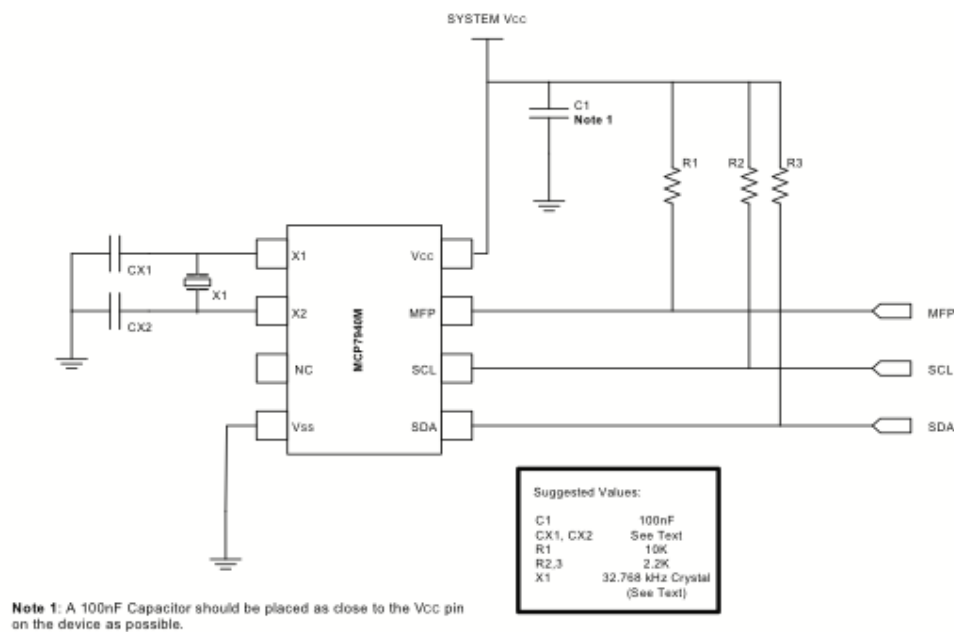 SYSTEM Vcc
C1
Note 1
R1
R2
R3
X1
Vcc
CX1
X1
X2
MFP
MFP
CX2
MCP7940M
NC
SCL
SCL
Vss
SDA
SDA
Suggested Values:
C1 100nF
CX1, CX2 See Text
R1 10K
R2,3 2.2K
X1 32.768 kHz Crystal
(See Text)
Note 1: A 100nF Capacitor should be placed as close to the Vcc pin
on the device as possible.